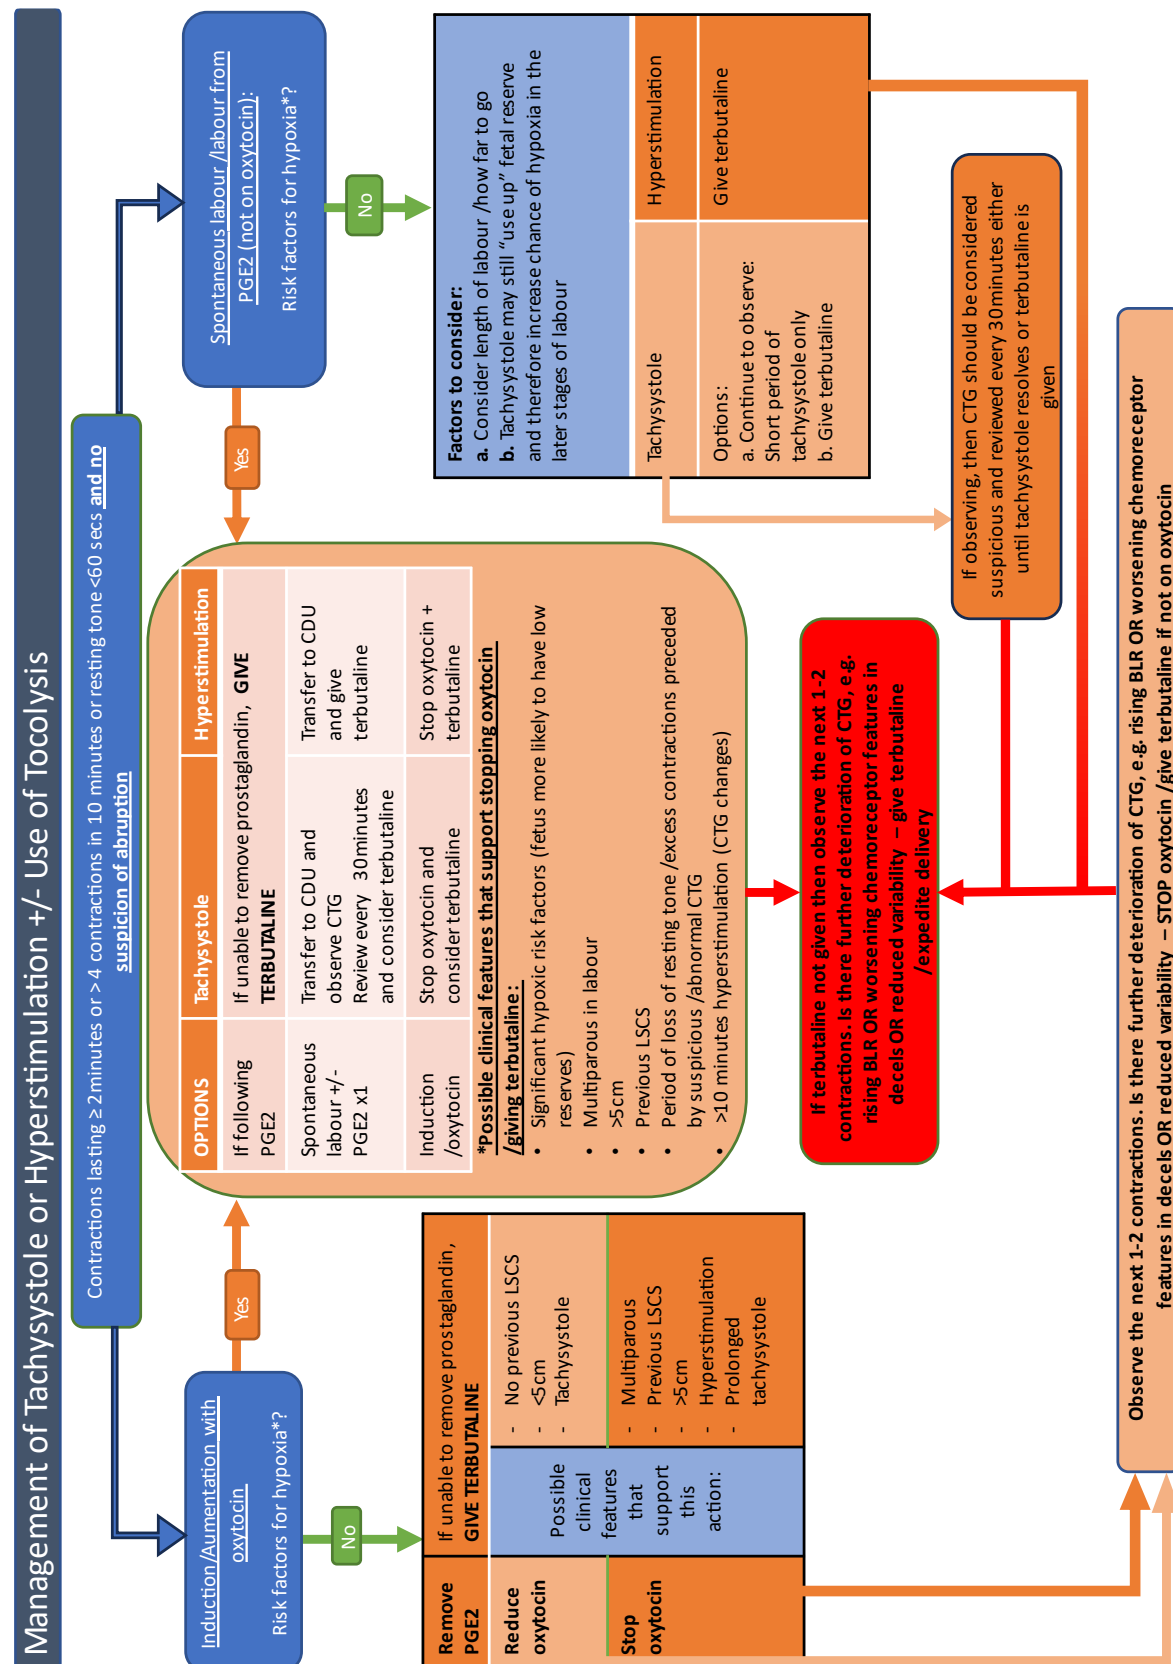 Management of Tachysystole or Hyperstimulation +/- Use of Tocolysis
Contractions lasting ≥ 2minutes or > 4 contractions in 10 minutes or resting tone <60 secs and no
suspicion of abruption
Induction/Aumentation with
oxytocin
Risk factors for hypoxia*?
Yes
No
Spontaneous labour /labour from
PGE2 (not on oxytocin):
Risk factors for hypoxia*?
Yes
No
OPTIONS
Tachysystole
Hyperstimulation
If following
PGE2
If unable to remove prostaglandin, GIVE
TERBUTALINE
Spontaneous
labour +/-
PGE2 x1
Transfer to CDU and
observe CTG
Review every 30minutes
and consider terbutaline
Transfer to CDU
and give
terbutaline
Induction
/oxytocin
Stop oxytocin and
consider terbutaline
Stop oxytocin +
terbutaline
*Possible clinical features that support stopping oxytocin
/giving terbutaline:
• Significant hypoxic risk factors (fetus more likely to have low
reserves)
• Multiparous in labour
• >5cm
• Previous LSCS
• Period of loss of resting tone /excess contractions preceded
by suspicious /abnormal CTG
• >10 minutes hyperstimulation (CTG changes)
Remove
PGE2
If unable to remove prostaglandin,
GIVE TERBUTALINE
Reduce
oxytocin
Possible
clinical
features
that
support
this
action:
- No previous LSCS
- <5cm
- Tachysystole
Stop
oxytocin
- Multiparous
- Previous LSCS
- >5cm
- Hyperstimulation
- Prolonged
tachysystole
Factors to consider:
a. Consider length of labour /how far to go
b. Tachysystole may still “use up” fetal reserve
and therefore increase chance of hypoxia in the
later stages of labour
Tachysystole
Hyperstimulation
Options:
a. Continue to observe:
Short period of
tachysystole only
b. Give terbutaline
Give terbutaline
If terbutaline not given then observe the next 1-2
contractions. Is there further deterioration of CTG, e.g.
rising BLR OR worsening chemoreceptor features in
decels OR reduced variability – give terbutaline
/expedite delivery
If observing, then CTG should be considered
suspicious and reviewed every 30minutes either
until tachysystole resolves or terbutaline is
given
Observe the next 1-2 contractions. Is there further deterioration of CTG, e.g. rising BLR OR worsening chemoreceptor
features in decels OR reduced variability – STOP oxytocin /give terbutaline if not on oxytocin